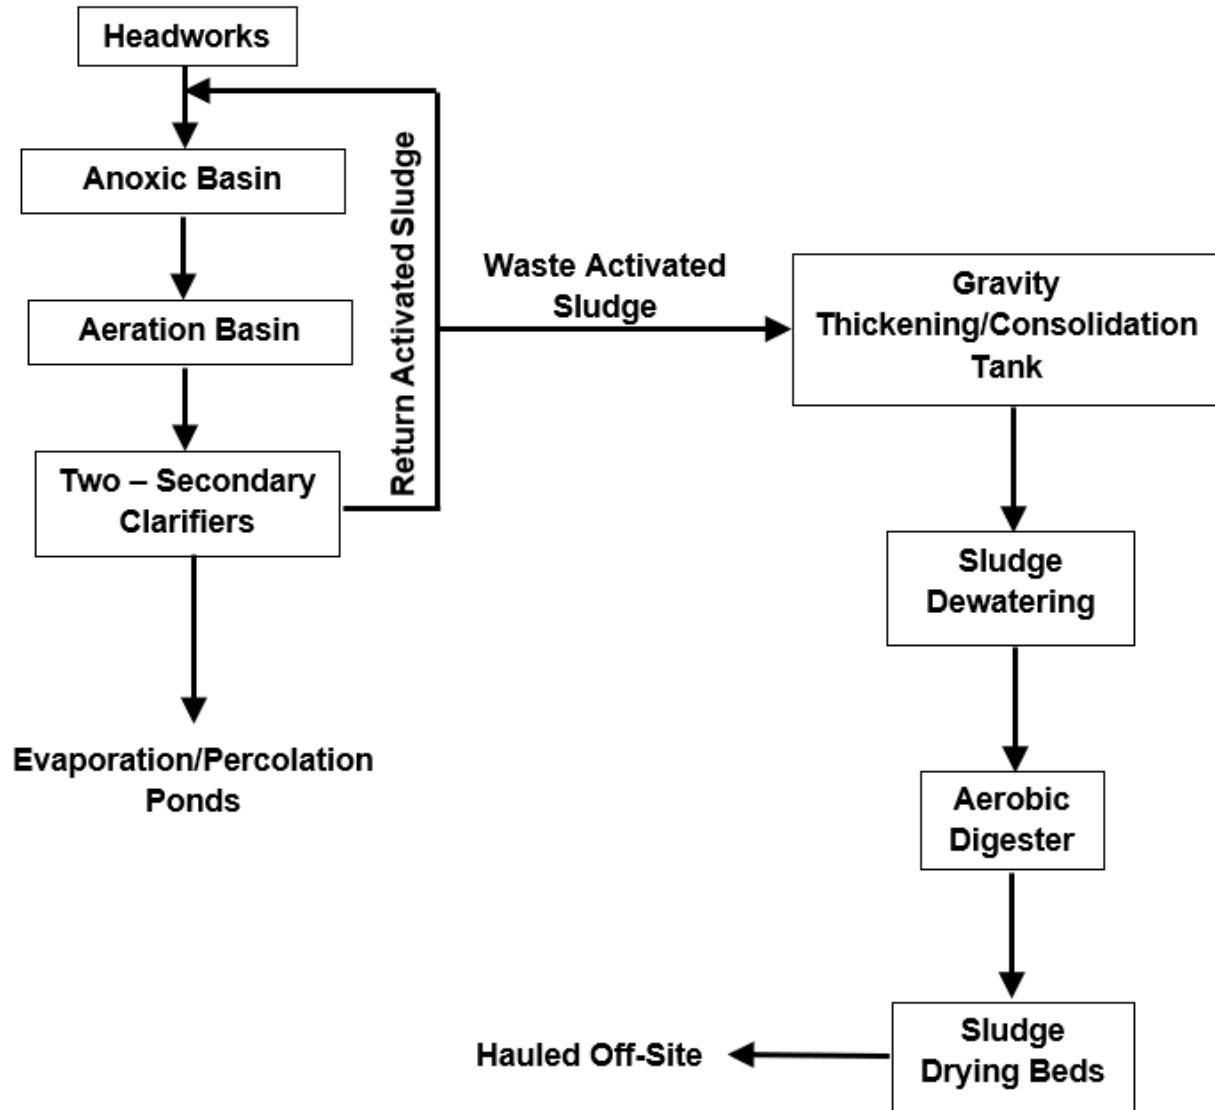 Headworks
Anoxic Basin
Aeration Basin
Two – Secondary
Clarifiers
Evaporation/Percolation
Ponds
Return Activated Sludge
Waste Activated
Sludge
Gravity
Thickening/Consolidation
Tank
Sludge
Dewatering
Aerobic
Digester
Sludge
Drying Beds
Hauled Off-Site